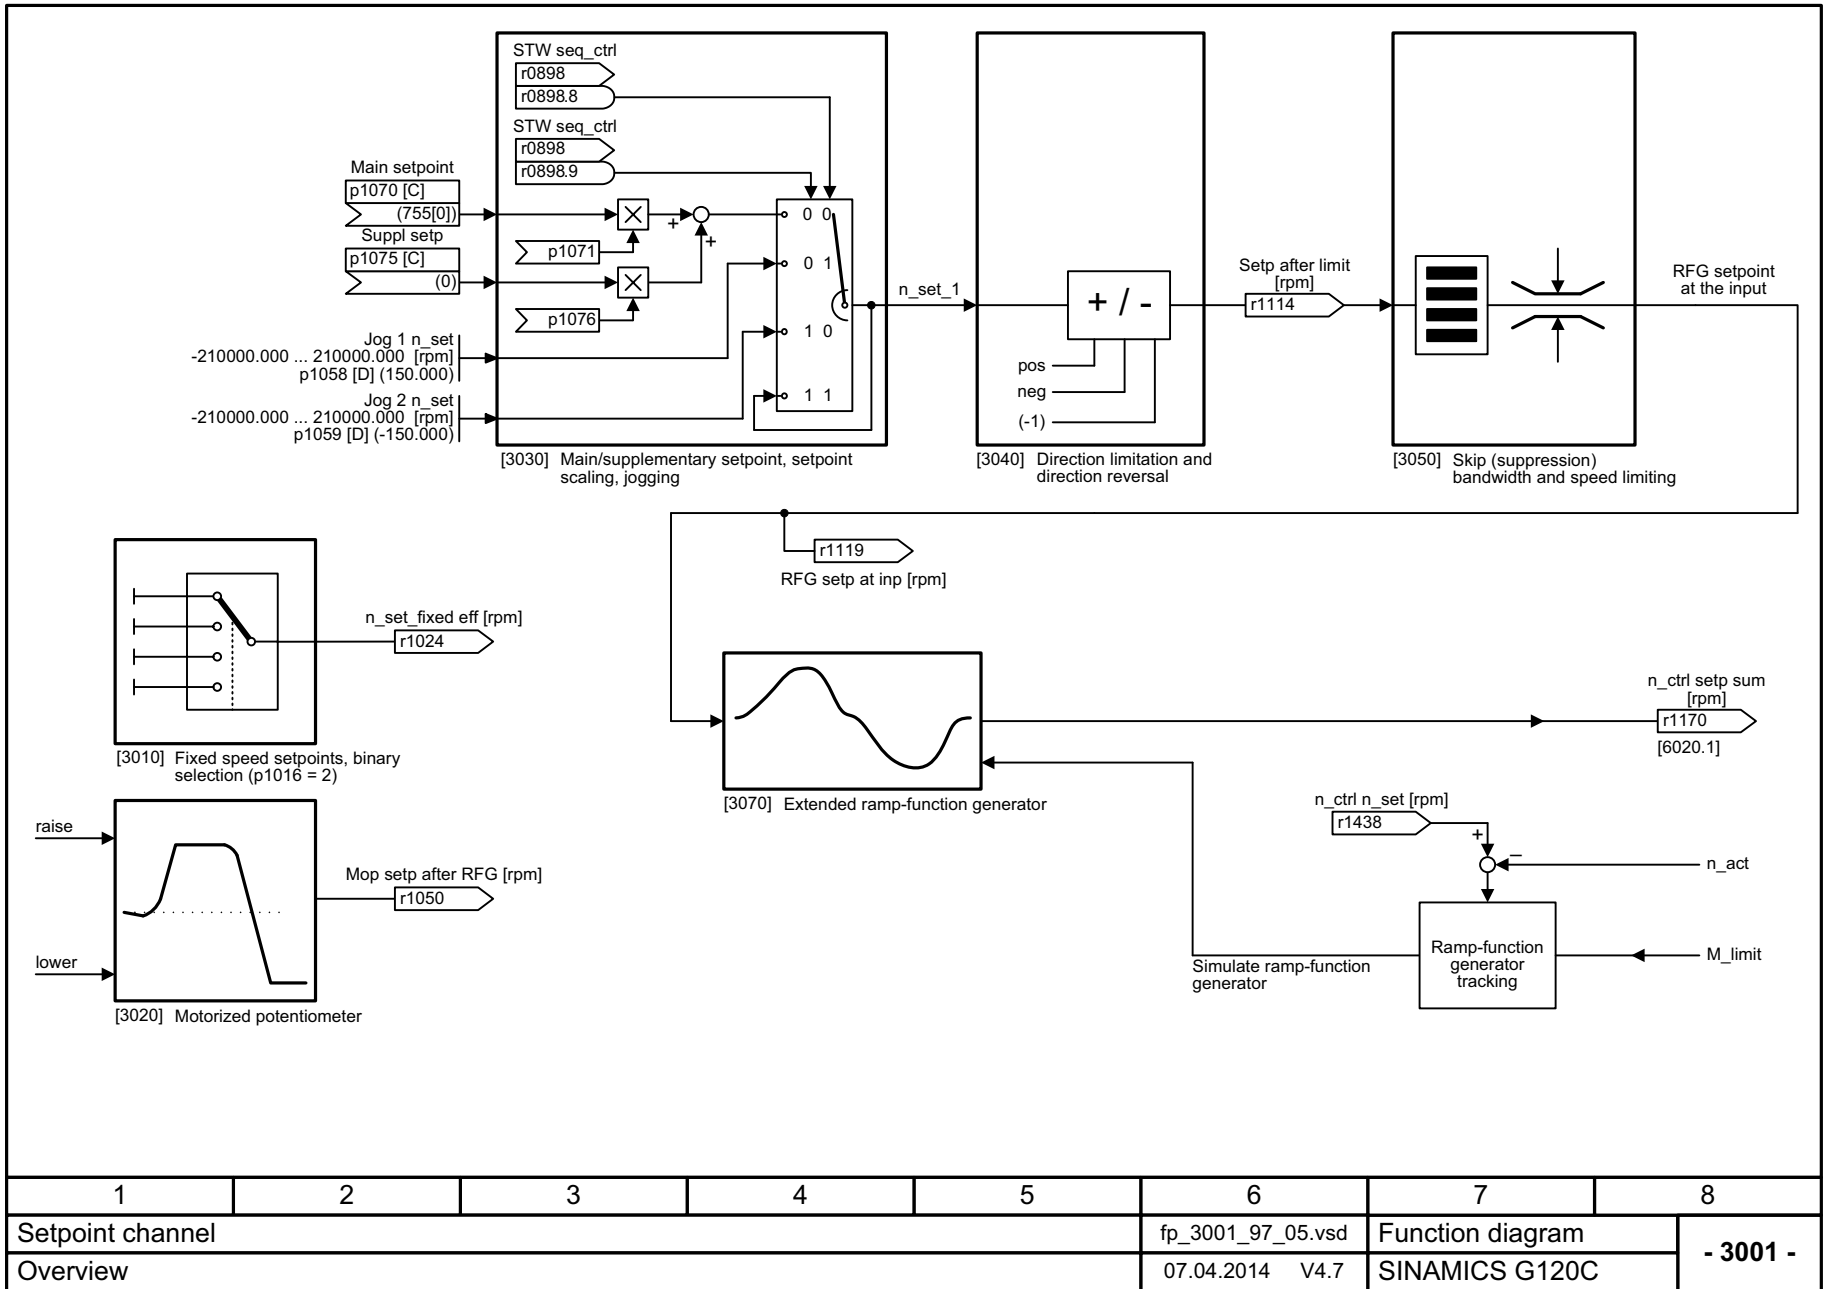 STW seq_ctrl
r0898
r0898.8
STW seq_ctrl
r0898
r0898.9
Main setpoint
p1070 [C]
(755[0])
Suppl setp
p1075 [C]
(0)
p1071
p1076
+
+
0 0
0 1
1 0
1 1
Jog 1 n_set
-210000.000 ... 210000.000 [rpm]
p1058 [D] (150.000)
Jog 2 n_set
-210000.000 ... 210000.000 [rpm]
p1059 [D] (-150.000)
n_set_1
[3030] Main/supplementary setpoint, setpoint
scaling, jogging
+ / -
pos
neg
(-1)
[3040] Direction limitation and
direction reversal
Setp after limit
[rpm]
r1114
[3050] Skip (suppression)
bandwidth and speed limiting
RFG setpoint
at the input
r1119
RFG setp at inp [rpm]
n_set_fixed eff [rpm]
r1024
[3010] Fixed speed setpoints, binary
selection (p1016 = 2)
raise
lower
Mop setp after RFG [rpm]
r1050
[3020] Motorized potentiometer
[3070] Extended ramp-function generator
n_ctrl setp sum
[rpm]
r1170
[6020.1]
n_ctrl n_set [rpm]
r1438
+
–
n_act
Ramp-function
generator
tracking
M_limit
Simulate ramp-function
generator
1 2 3 4 5 6 7 8
Setpoint channel
fp_3001_97_05.vsd
Function diagram
- 3001 -
Overview
07.04.2014 V4.7
SINAMICS G120C